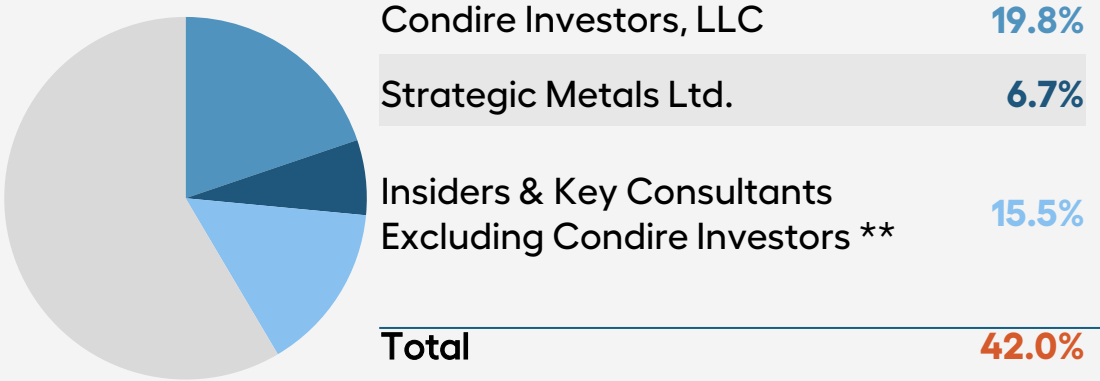 Condire Investors, LLC 19.8%
Strategic Metals Ltd. 6.7%
Insiders & Key Consultants
Excluding Condire Investors ** 15.5%
Total 42.0%